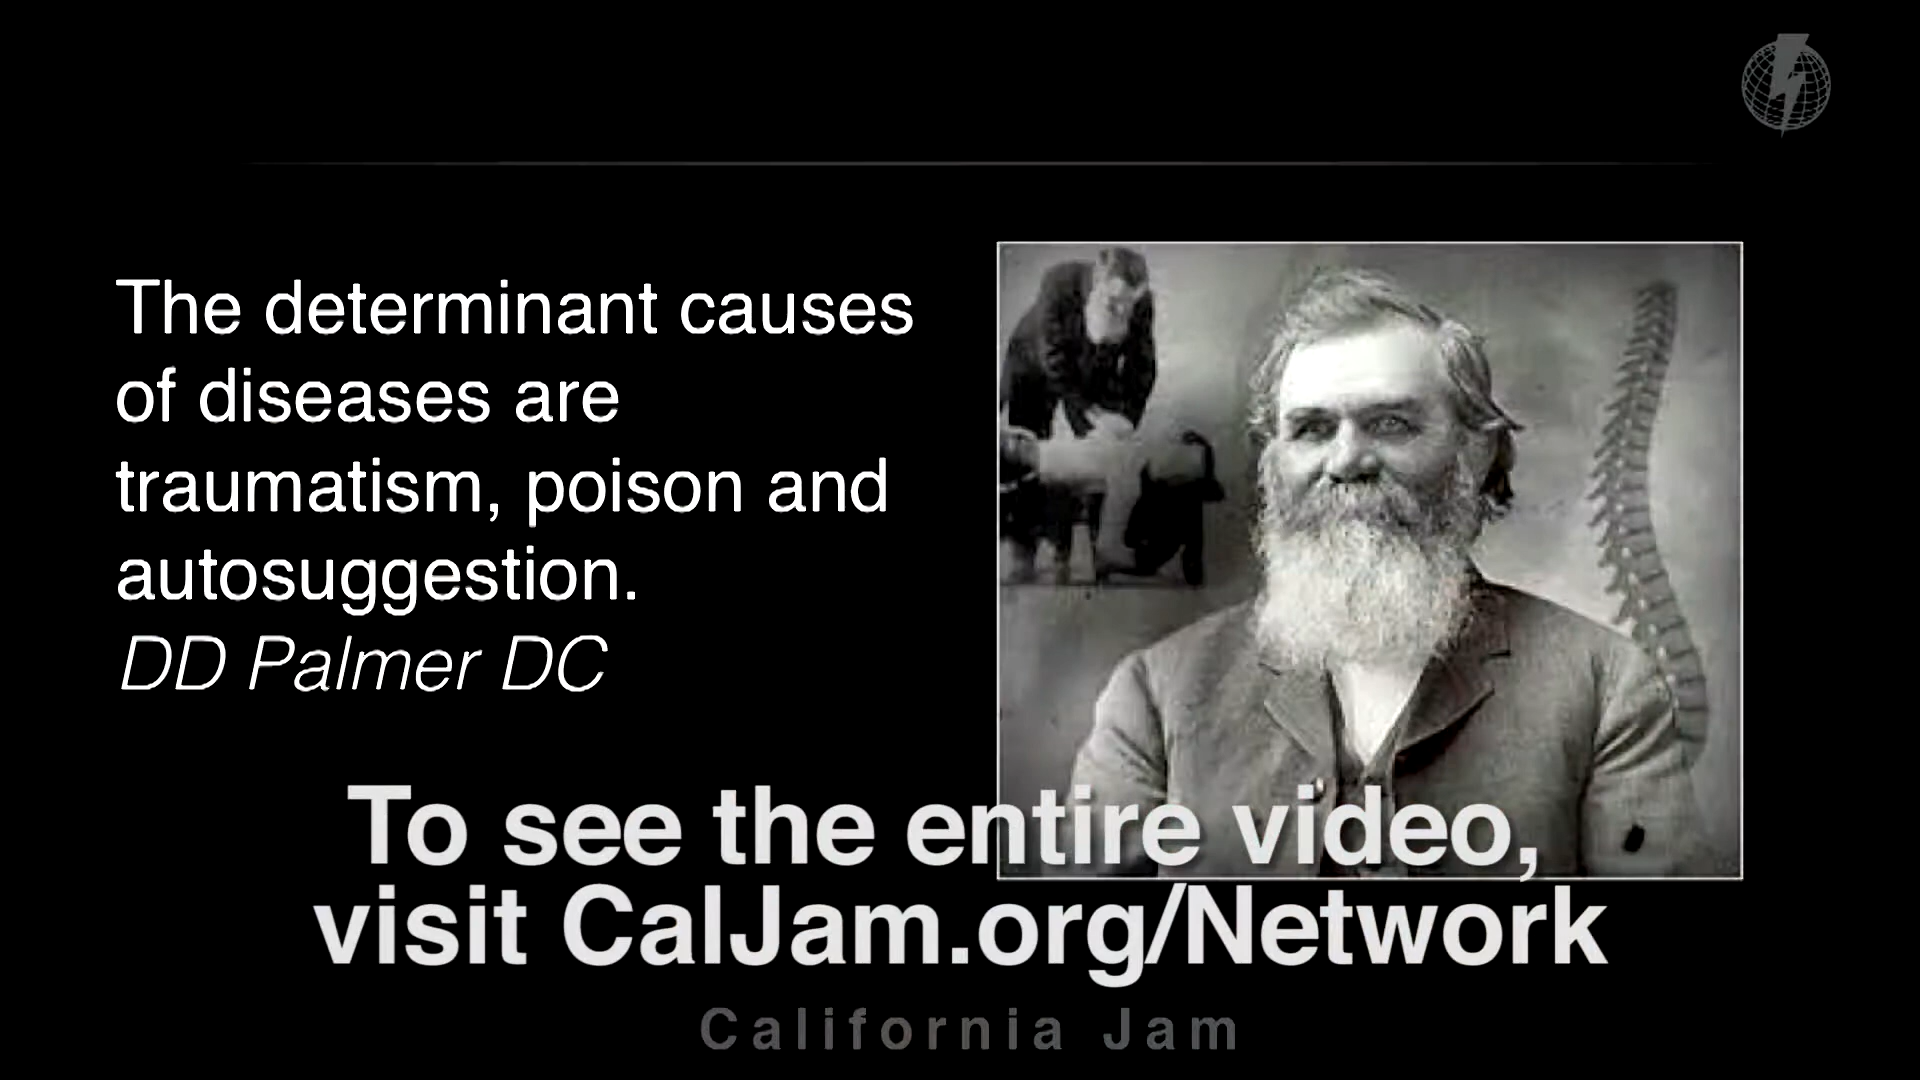 The determinant causes
of diseases are
traumatism, poison and
autosuggestion.
DD Palmer DC
To see the entire video,
visit CalJam.org/Network
California Jam